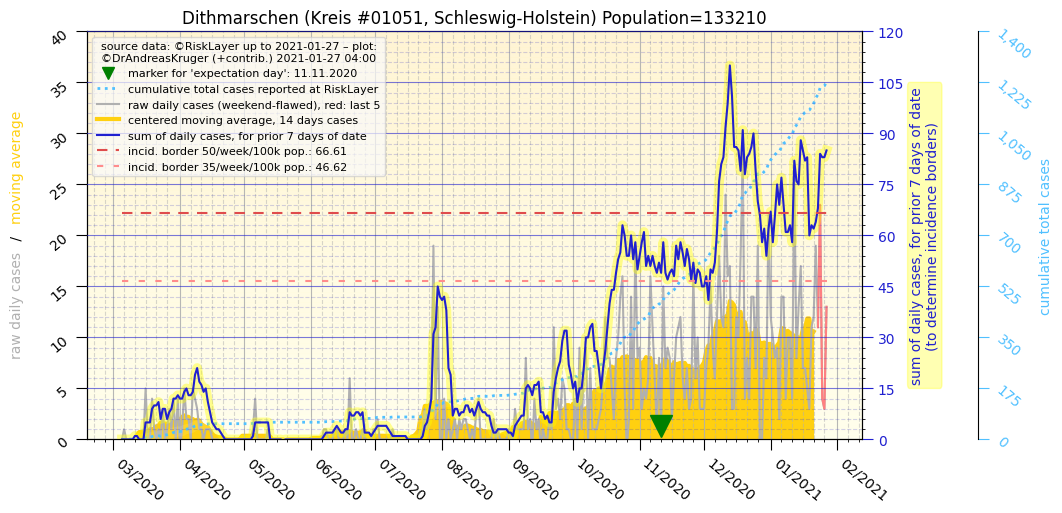 Dithmarschen (Kreis #01051, Schleswig-Holstein) Population=133210
source data: ©RiskLayer up to 2021-01-27 – plot:
©DrAndreasKruger (+contrib.) 2021-01-27 04:00
marker for 'expectation day': 11.11.2020
cumulative total cases reported at RiskLayer
raw daily cases (weekend-flawed), red: last 5
centered moving average, 14 days cases
sum of daily cases, for prior 7 days of date
incid. border 50/week/100k pop.: 66.61
incid. border 35/week/100k pop.: 46.62
raw daily cases / moving average
40
35
30
25
20
15
10
5
0
03/2020
04/2020
05/2020
06/2020
07/2020
08/2020
09/2020
10/2020
11/2020
12/2020
01/2021
02/2021
120
105
90
75
60
45
30
15
0
sum of daily cases, for prior 7 days of date
(to determine incidence borders)
1,400
1,225
1,050
875
700
525
350
175
0
cumulative total cases